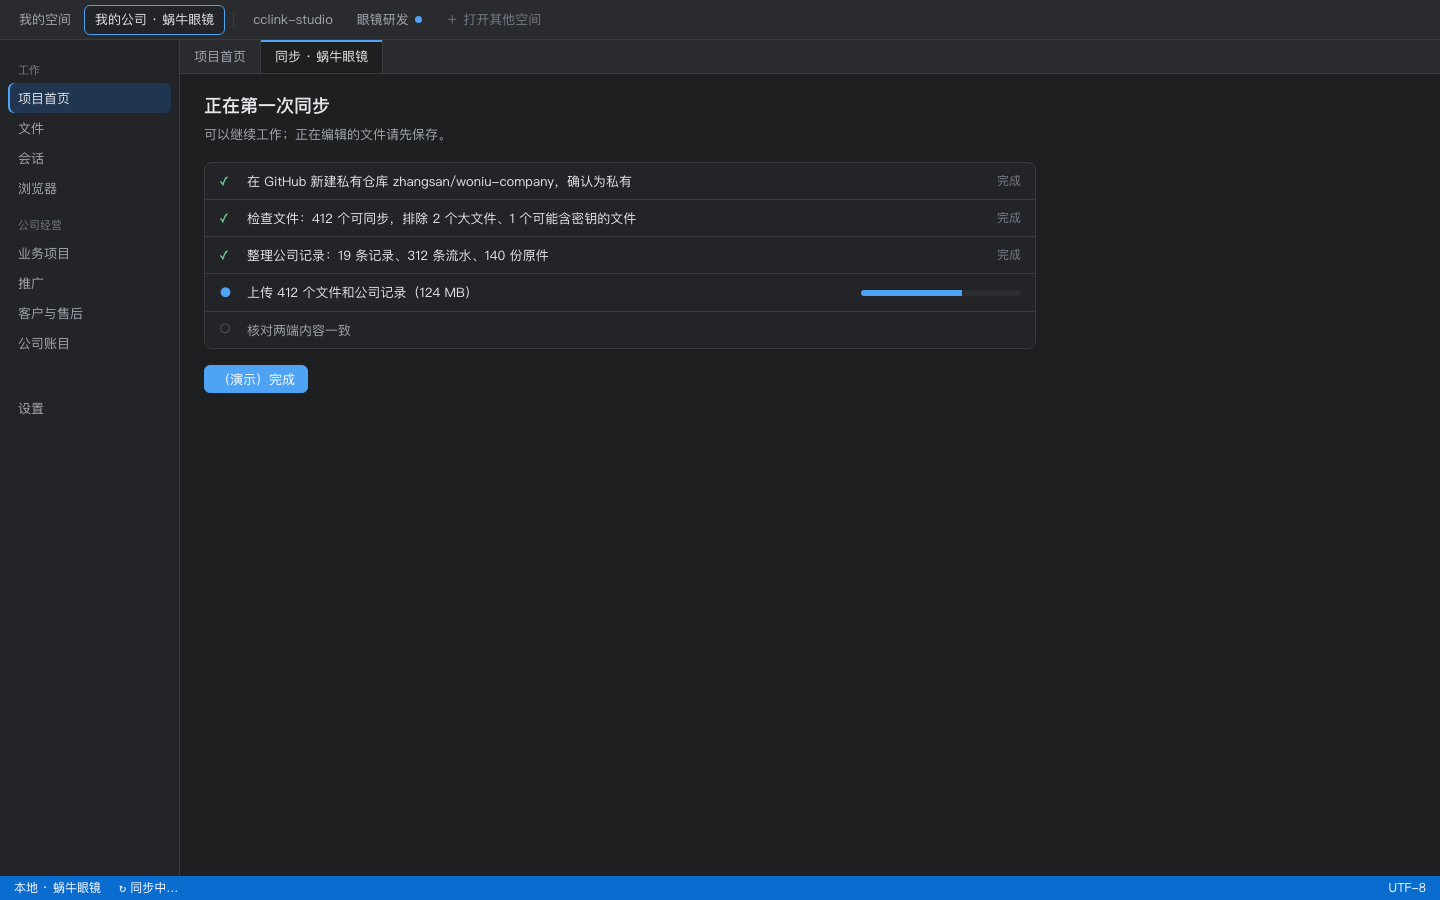 我的空间
我的公司 · 蜗牛眼镜
cclink-studio
眼镜研发
+ 打开其他空间
工作
项目首页
文件
会话
浏览器
公司经营
业务项目
推广
客户与售后
公司账目
设置
项目首页
同步 · 蜗牛眼镜
正在第一次同步
可以继续工作；正在编辑的文件请先保存。
✓ 在 GitHub 新建私有仓库 zhangsan/woniu-company，确认为私有 完成
✓ 检查文件：412 个可同步，排除 2 个大文件、1 个可能含密钥的文件 完成
✓ 整理公司记录：19 条记录、312 条流水、140 份原件 完成
上传 412 个文件和公司记录（124 MB）
核对两端内容一致
（演示）完成
本地 · 蜗牛眼镜 ↻ 同步中… UTF-8